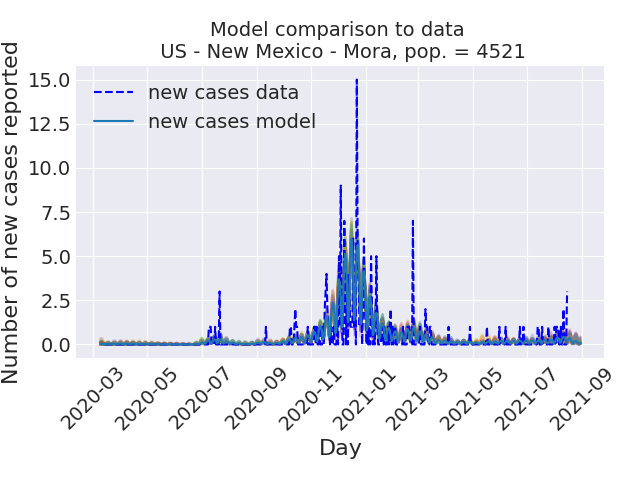 Model comparison to data
US - New Mexico - Mora, pop. = 4521
Number of new cases reported
15.0
12.5
10.0
7.5
5.0
2.5
0.0
new cases data
new cases model
2020-03
2020-05
2020-07
2020-09
2020-11
2021-01
2021-03
2021-05
2021-07
2021-09
Day